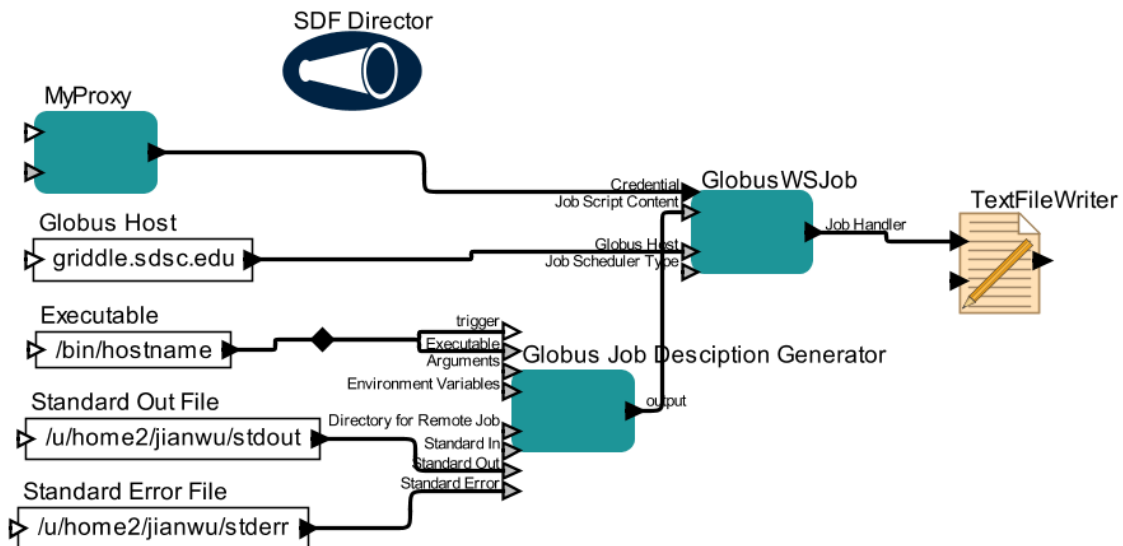 SDF Director
MyProxy
Credential
GlobusWSJob
Job Script Content
TextFileWriter
Globus Host
griddle.sdsc.edu
Globus Host
Job Scheduler Type
Job Handler
Executable
/bin/hostname
trigger
Executable
Arguments
Globus Job Desciption Generator
Environment Variables
output
Standard Out File
/u/home2/jianwu/stdout
Directory for Remote Job
Standard In
Standard Out
Standard Error
Standard Error File
/u/home2/jianwu/stderr